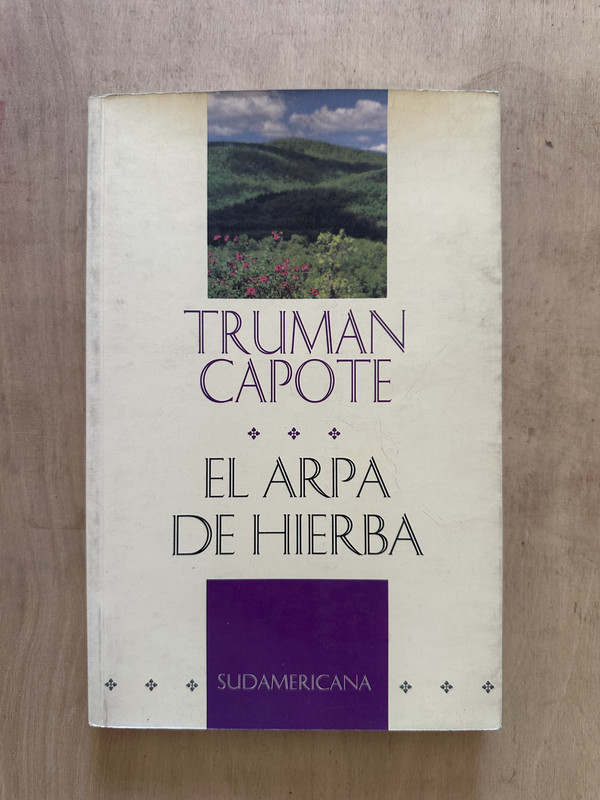 TRUMAN
CAPOTE
EL ARPA
DE HIERBA
SUDAMERICANA